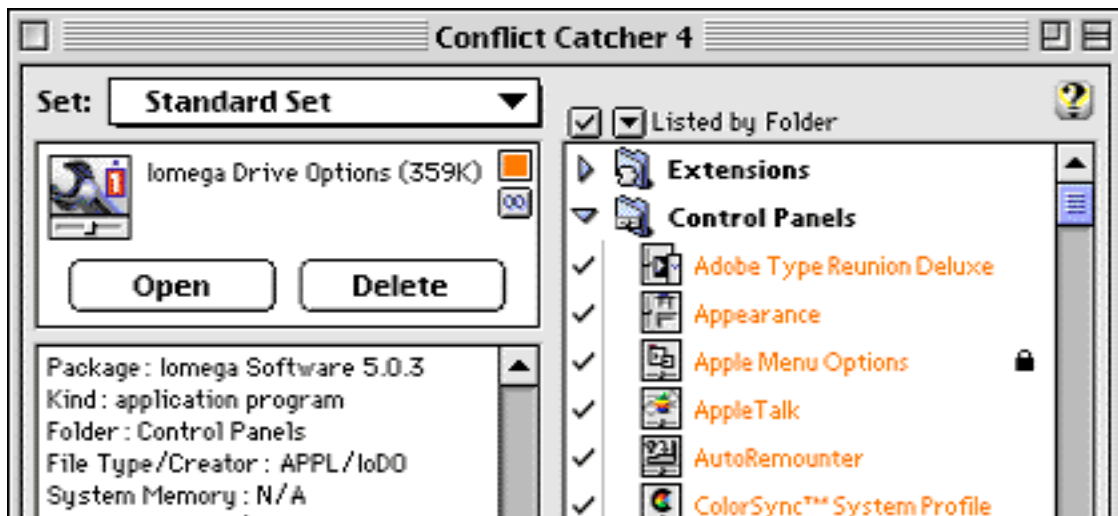 Conflict Catcher 4
Set: Standard Set
Iomega Drive Options (359K)
Open Delete
Package: Iomega Software 5.0.3
Kind: application program
Folder: Control Panels
File Type/Creator: APPL/IoDO
System Memory: N/A
Listed by Folder
Extensions
Control Panels
Adobe Type Reunion Deluxe
Appearance
Apple Menu Options
AppleTalk
AutoRemounter
ColorSync™ System Profile